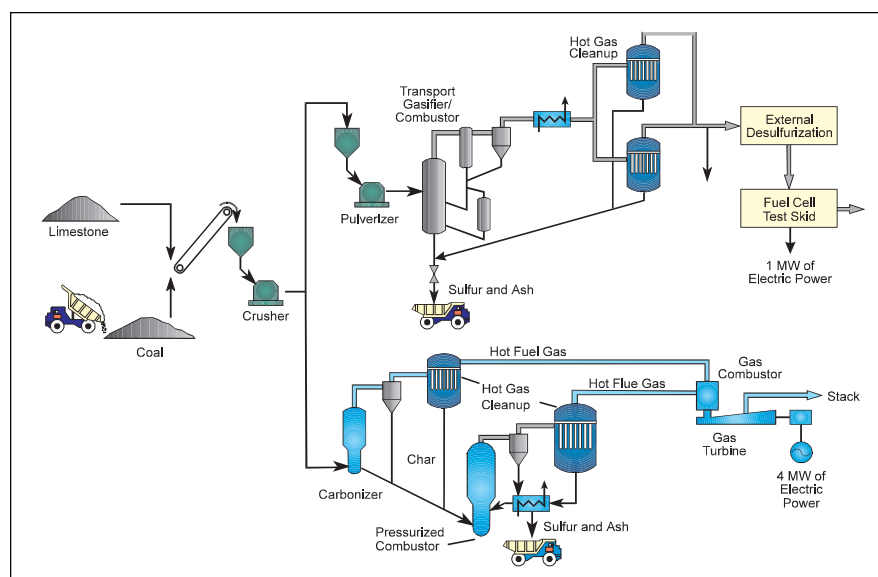 Hot Gas
Cleanup
Transport
Gasifier/
Combustor
External
Desulfurization
Pulverizer
Fuel Cell
Test Skid
Limestone
1 MW of
Electric Power
Crusher
Sulfur and Ash
Coal
Hot Fuel Gas
Gas
Combustor
Hot Gas
Cleanup
Hot Flue Gas
Stack
Gas
Turbine
Char
Carbonizer
4 MW of
Electric
Power
Sulfur and Ash
Pressurized
Combustor